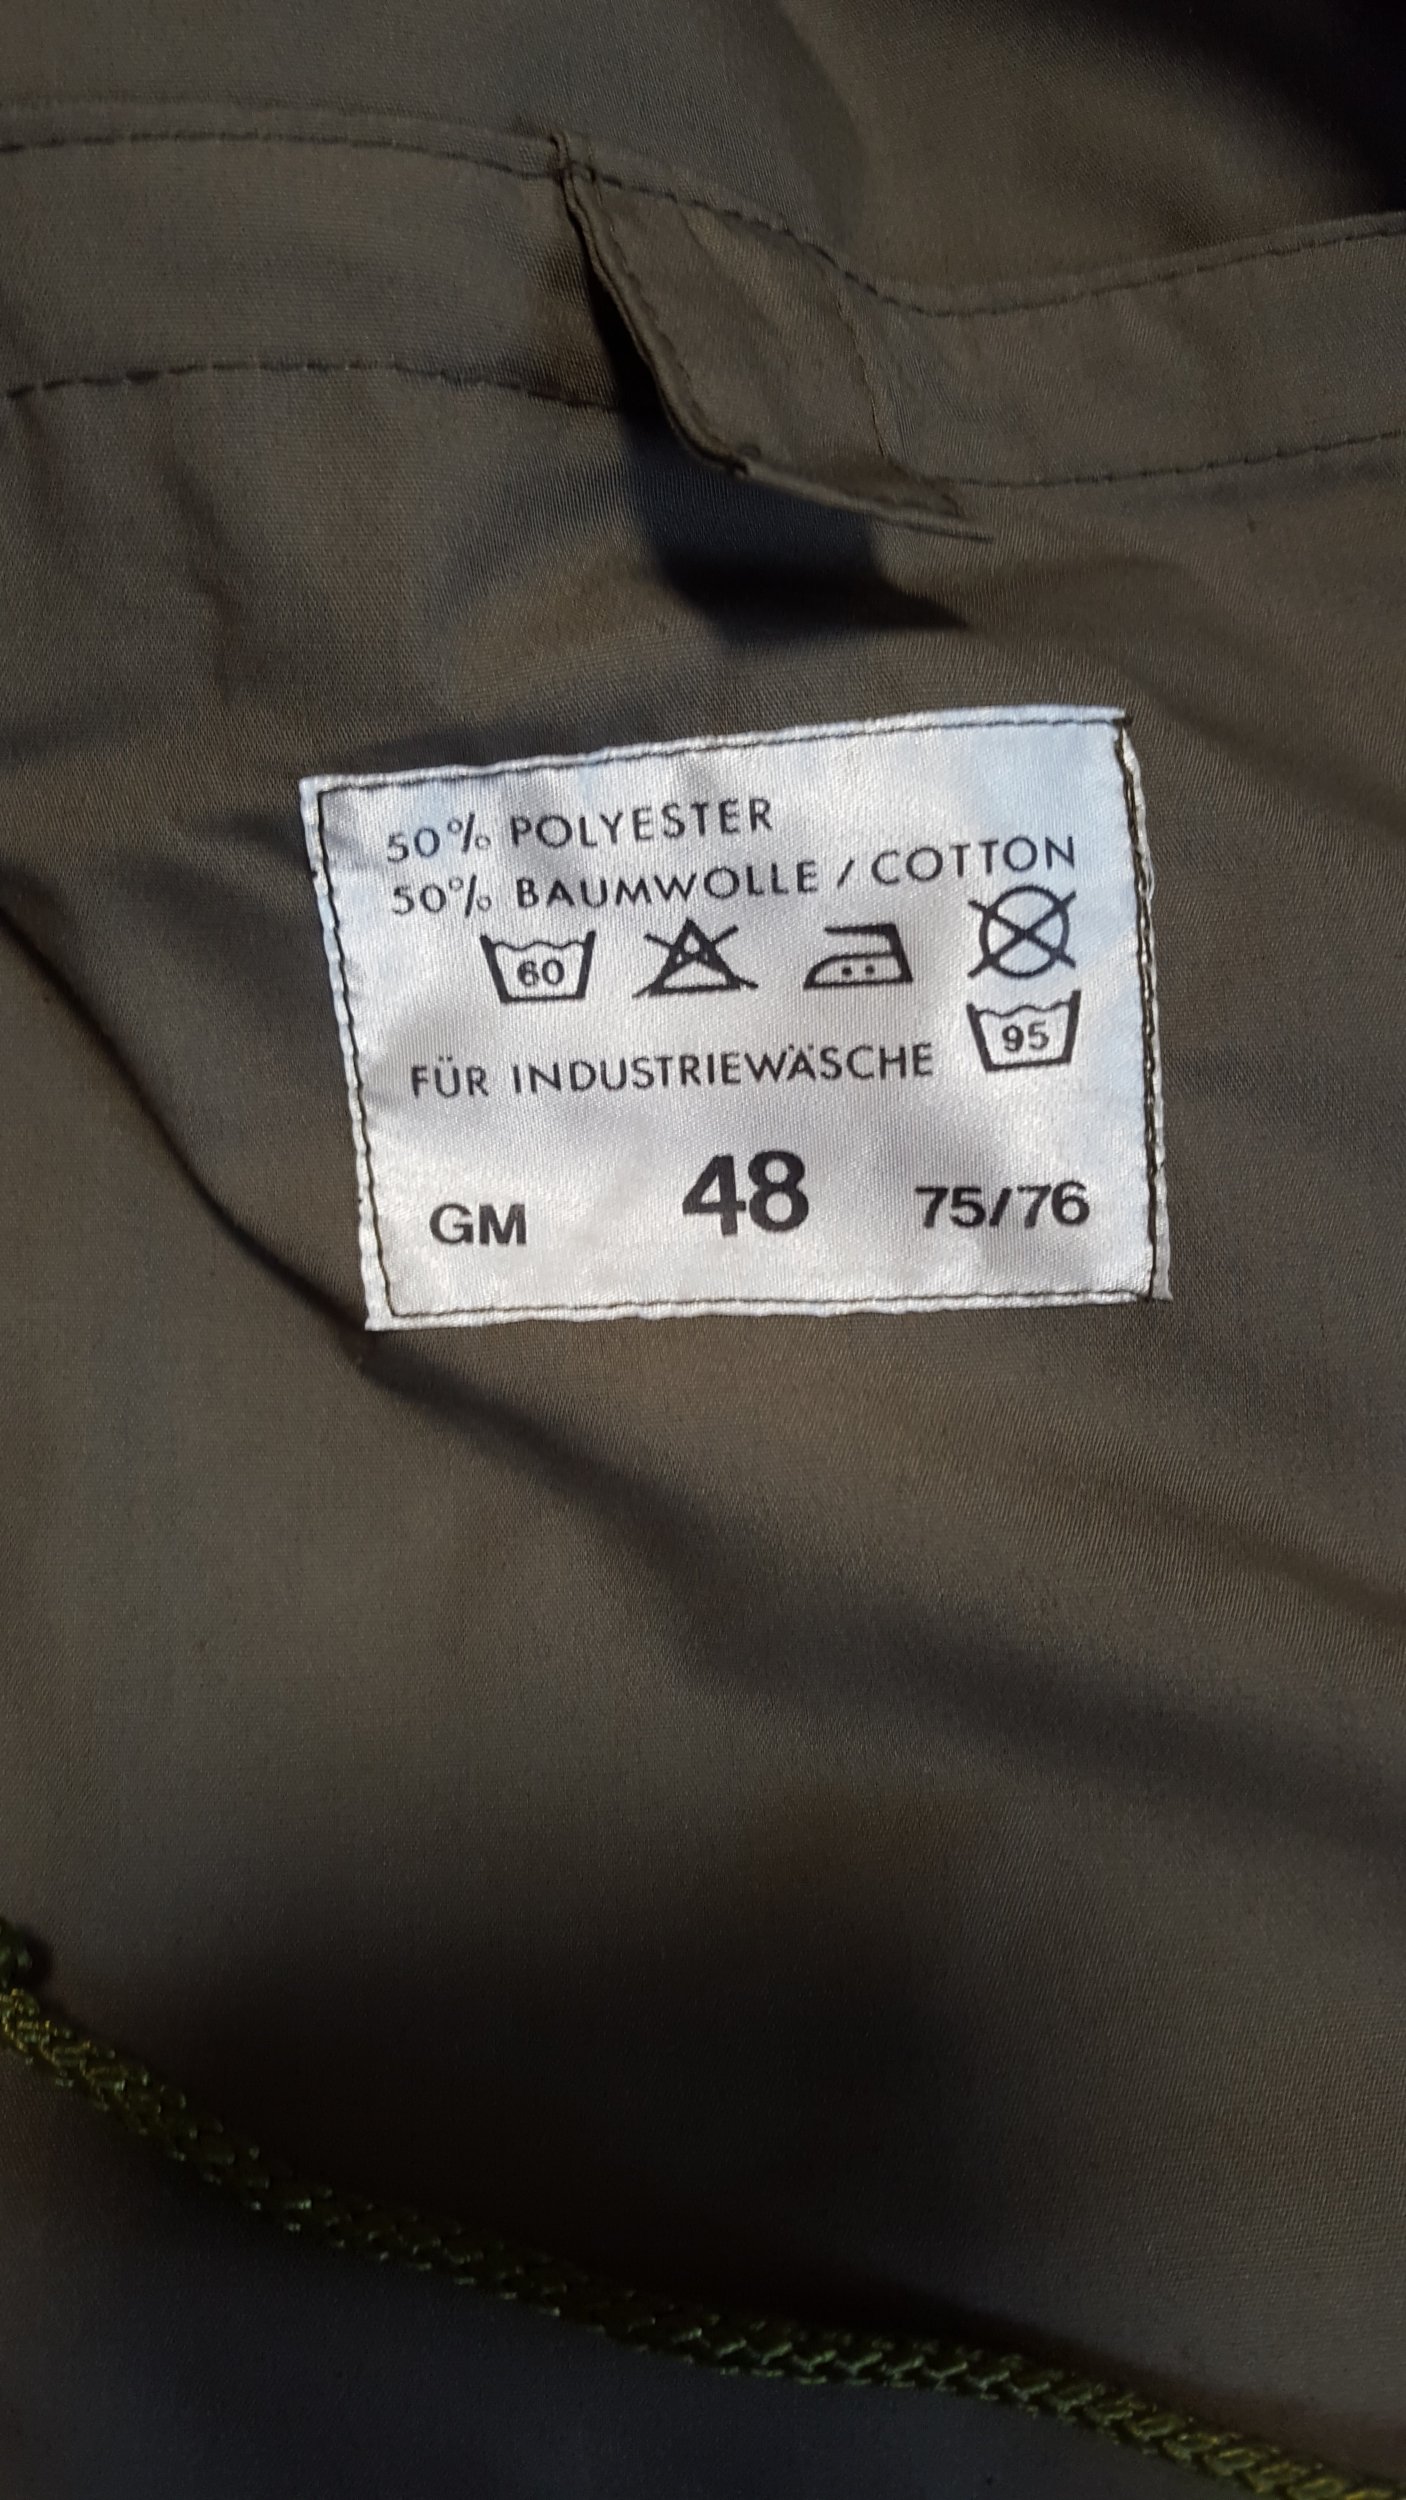 50% POLYESTER
50% BAUMWOLLE / COTTON
60
FÜR INDUSTRIEWÄSCHE 95
GM 48 75/76